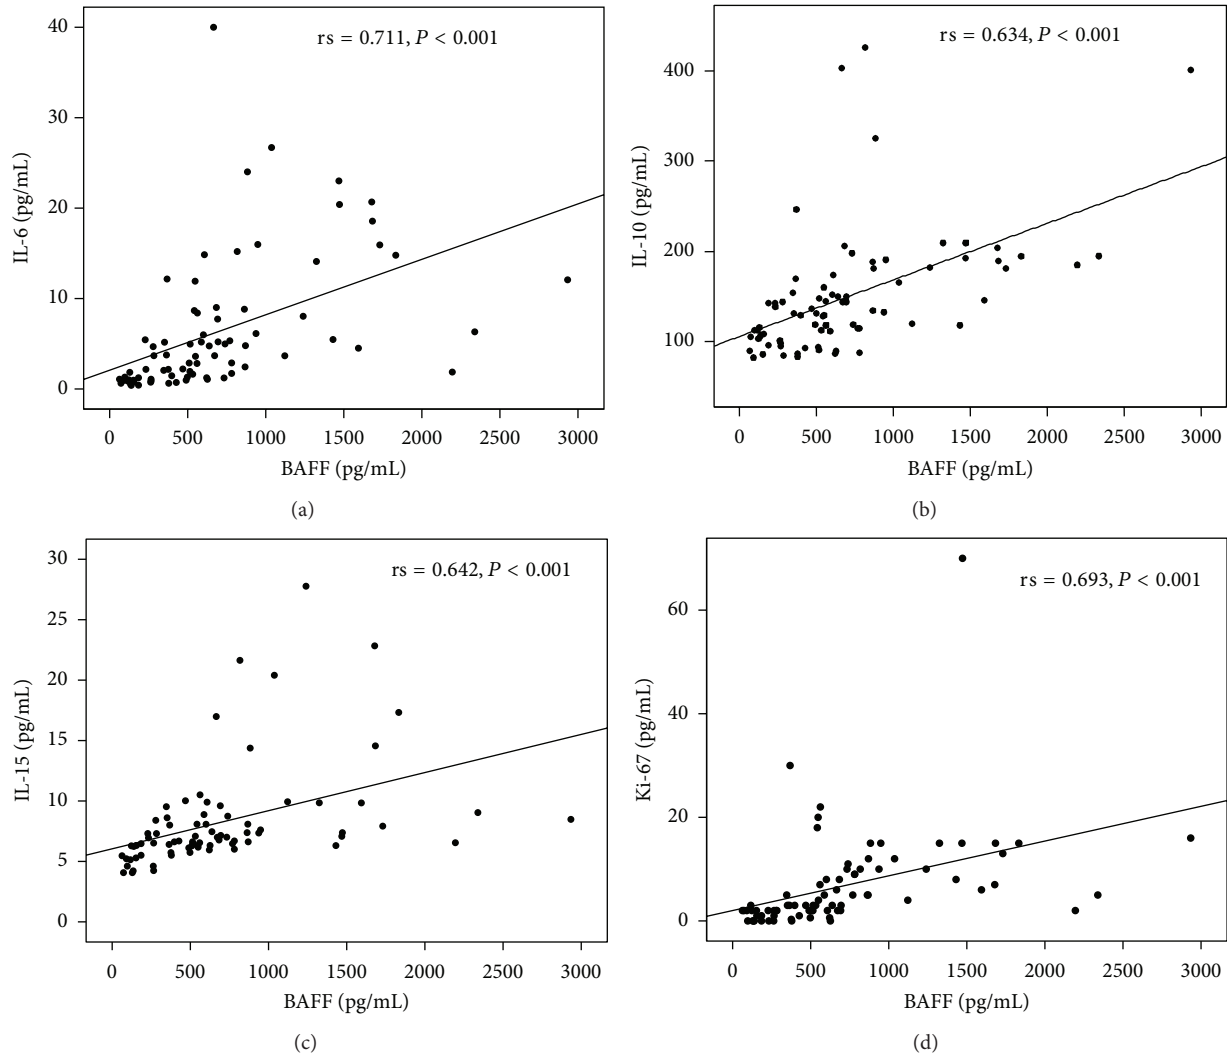 rs = 0.711, P < 0.001
IL-6 (pg/mL)
40
30
20
10
0
0 500 1000 1500 2000 2500 3000
BAFF (pg/mL)
(a)
rs = 0.634, P < 0.001
IL-10 (pg/mL)
400
300
200
100
0 500 1000 1500 2000 2500 3000
BAFF (pg/mL)
(b)
rs = 0.642, P < 0.001
IL-15 (pg/mL)
30
25
20
15
10
5
0
0 500 1000 1500 2000 2500 3000
BAFF (pg/mL)
(c)
rs = 0.693, P < 0.001
Ki-67 (pg/mL)
60
40
20
0
0 500 1000 1500 2000 2500 3000
BAFF (pg/mL)
(d)